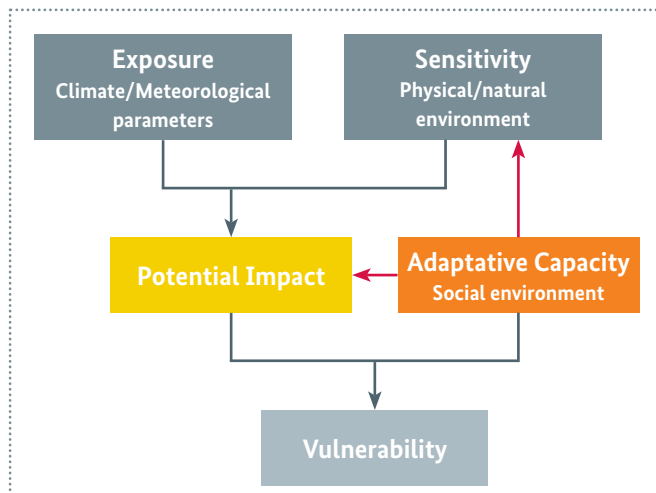 Exposure
Climate/Meteorological
parameters
Sensitivity
Physical/natural
environment
Potential Impact
Adaptative Capacity
Social environment
Vulnerability